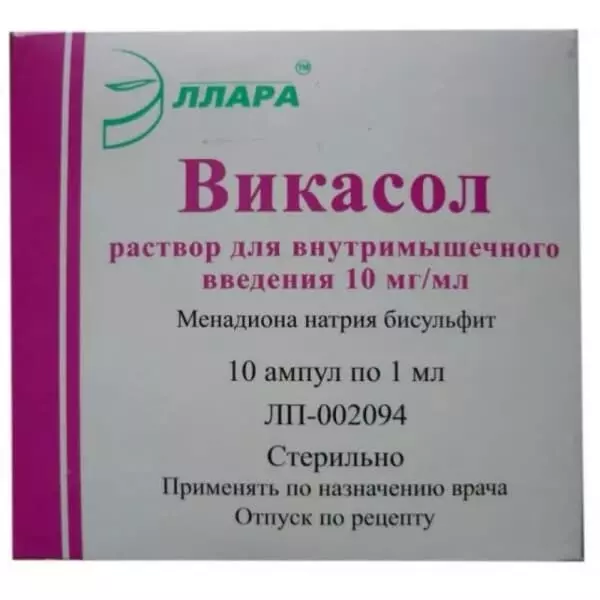 ЭЛЛАРА™
Викасол
раствор для внутримышечного
введения 10 мг/мл
Менадиона натрия бисульфит
10 ампул по 1 мл
ЛП-002094
Стерильно
Применять по назначению врача
Отпуск по рецепту